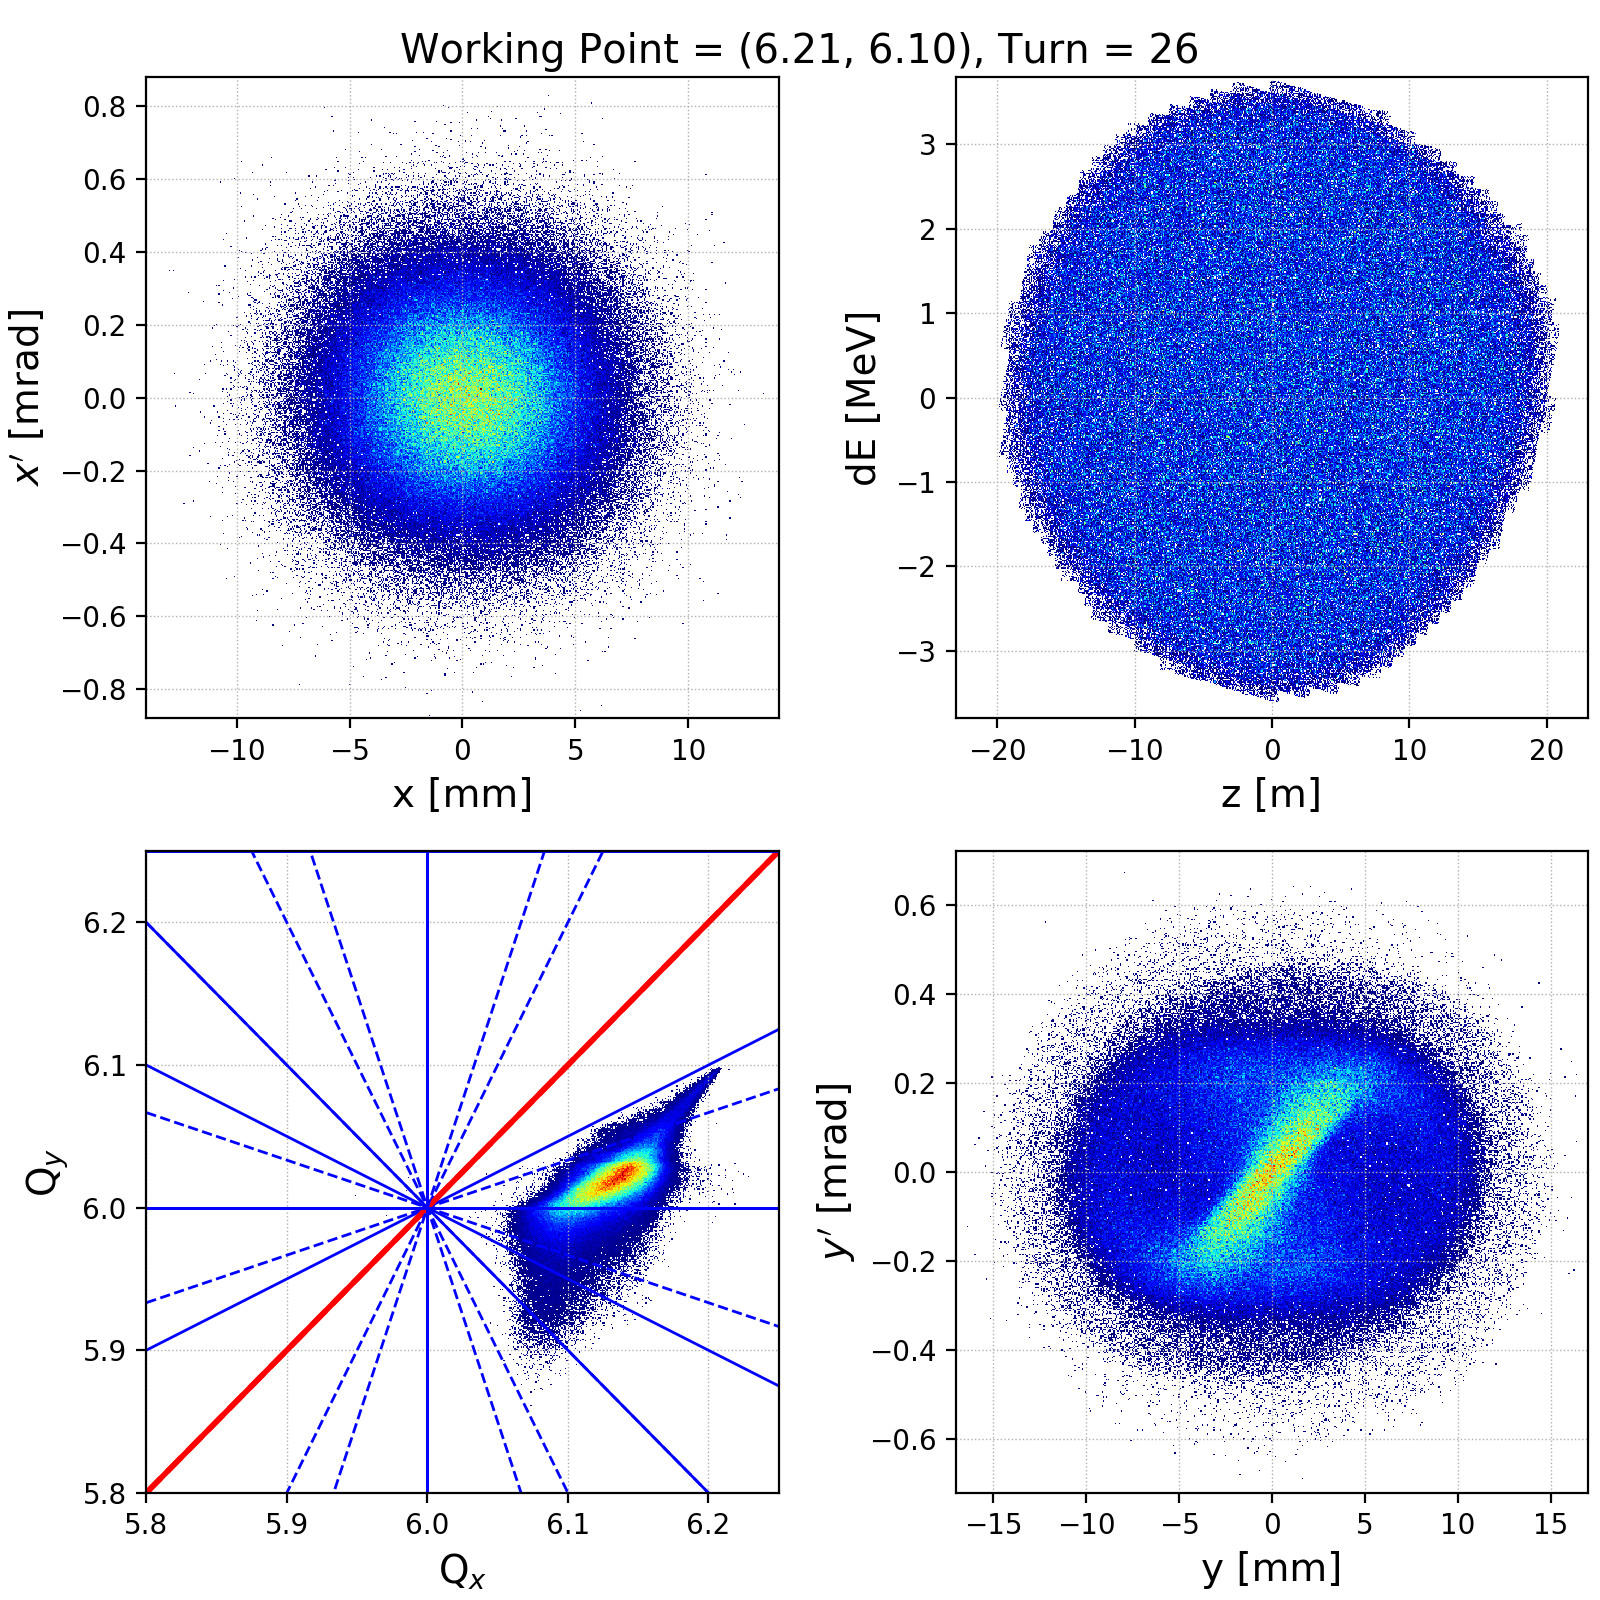 Working Point = (6.21, 6.10), Turn = 26
0.8
0.6
0.4
0.2
0.0
−0.2
−0.4
−0.6
−0.8
x′ [mrad]
−10 −5 0 5 10
x [mm]
3
2
1
0
−1
−2
−3
dE [MeV]
−20 −10 0 10 20
z [m]
6.2
6.1
6.0
5.9
5.8
Qy
5.8 5.9 6.0 6.1 6.2
Qx
0.6
0.4
0.2
0.0
−0.2
−0.4
−0.6
y′ [mrad]
−15 −10 −5 0 5 10 15
y [mm]